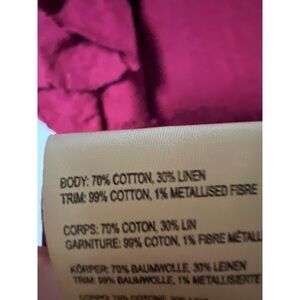 BODY: 70% COTTON, 30% LINEN
TRIM: 99% COTTON, 1% METALLISED FIBRE
CORPS: 70% COTON, 30% LIN
GARNITURE: 99% COTON, 1% FIBRE MÉTALL
KÖRPER: 70% BAUMWOLLE, 30% LEINEN
TRIM: 99% BAUMWOLLE, 1% METALLISIERTE